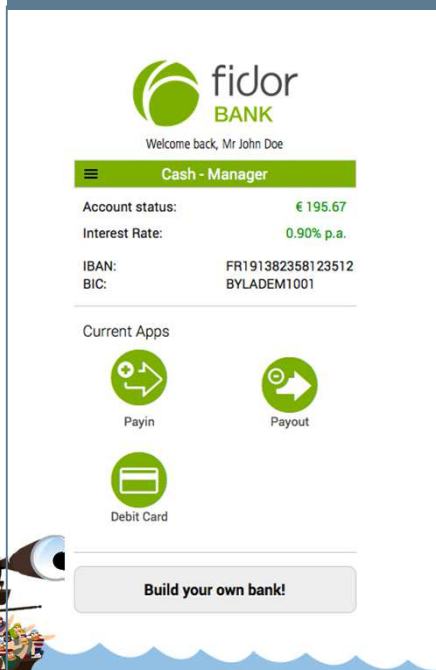 fidor
BANK
Welcome back, Mr John Doe
Cash - Manager
Account status: € 195.67
Interest Rate: 0.90% p.a.
IBAN: FR191382358123512
BIC: BYLADEM1001
Current Apps
Payin Payout
Debit Card
Build your own bank!